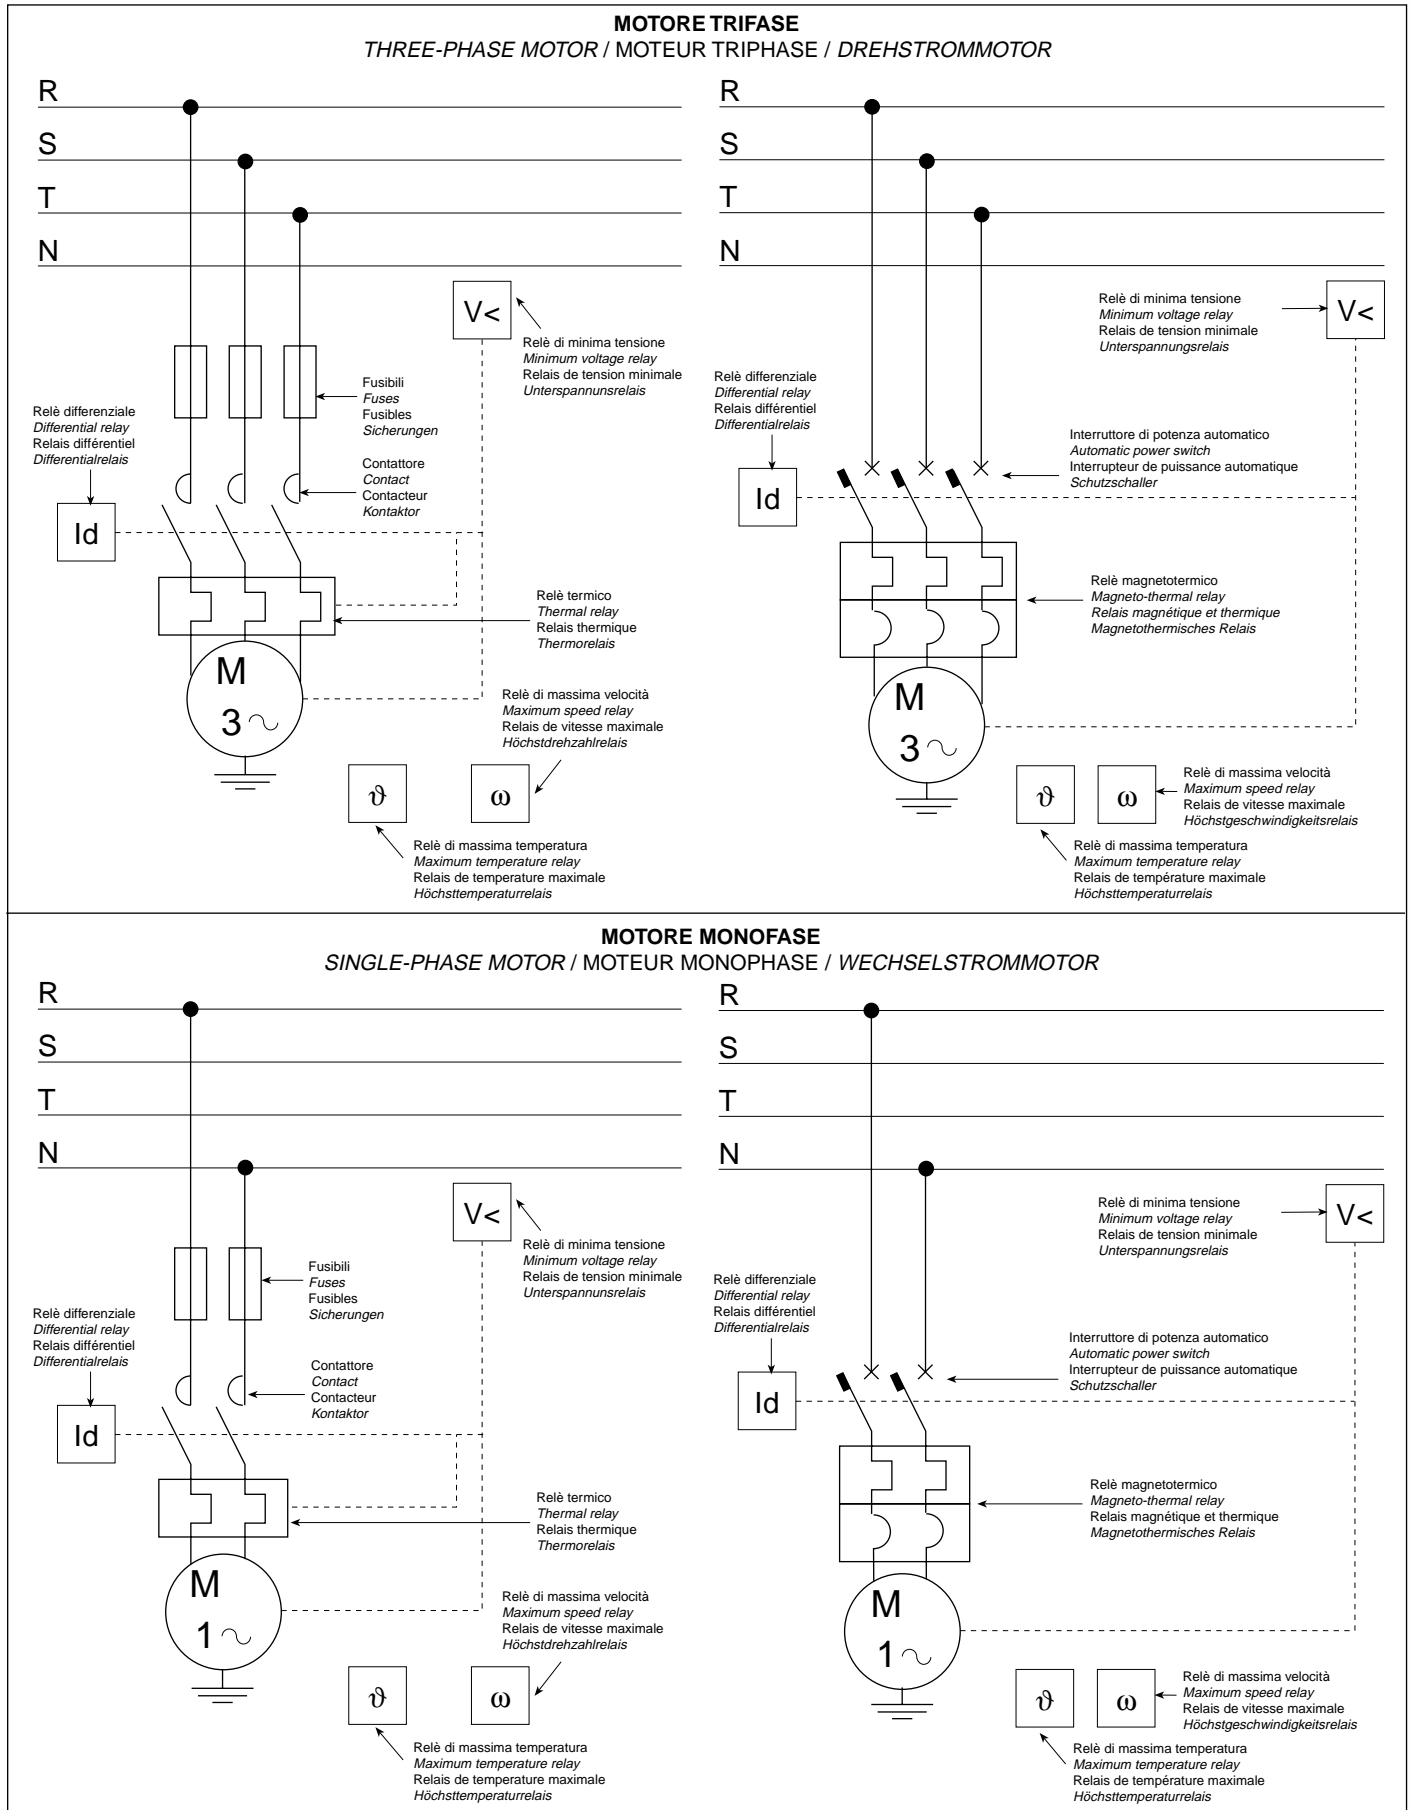 MOTORE TRIFASE
THREE-PHASE MOTOR / MOTEUR TRIPHASE / DREHSTROMMOTOR
R
S
T
N
V<
Relè di minima tensione
Minimum voltage relay
Relais de tension minimale
Unterspannunsrelais
Fusibili
Fuses
Fusibles
Sicherungen
Relè differenziale
Differential relay
Relais différentiel
Differentialrelais
Contattore
Contact
Contacteur
Kontaktor
Id
Relè termico
Thermal relay
Relais thermique
Thermorelais
M
3
Relè di massima velocità
Maximum speed relay
Relais de vitesse maximale
Höchstdrehzahlrelais
ϑ
ω
Relè di massima temperatura
Maximum temperature relay
Relais de temperature maximale
Höchsttemperaturrelais
R
S
T
N
Relè di minima tensione
Minimum voltage relay
Relais de tension minimale
Unterspannungsrelais
V<
Relè differenziale
Differential relay
Relais différentiel
Differentialrelais
Interruttore di potenza automatico
Automatic power switch
Interrupteur de puissance automatique
Schutzschaller
Id
Relè magnetotermico
Magneto-thermal relay
Relais magnétique et thermique
Magnetothermisches Relais
M
3
ϑ
ω
Relè di massima velocità
Maximum speed relay
Relais de vitesse maximale
Höchstgeschwindigkeitsrelais
Relè di massima temperatura
Maximum temperature relay
Relais de température maximale
Höchsttemperaturrelais
MOTORE MONOFASE
SINGLE-PHASE MOTOR / MOTEUR MONOPHASE / WECHSELSTROMMOTOR
R
S
T
N
V<
Relè di minima tensione
Minimum voltage relay
Relais de tension minimale
Unterspannunsrelais
Fusibili
Fuses
Fusibles
Sicherungen
Relè differenziale
Differential relay
Relais différentiel
Differentialrelais
Contattore
Contact
Contacteur
Kontaktor
Id
Relè termico
Thermal relay
Relais thermique
Thermorelais
M
1
Relè di massima velocità
Maximum speed relay
Relais de vitesse maximale
Höchstdrehzahlrelais
ϑ
ω
Relè di massima temperatura
Maximum temperature relay
Relais de temperature maximale
Höchsttemperaturrelais
R
S
T
N
Relè di minima tensione
Minimum voltage relay
Relais de tension minimale
Unterspannungsrelais
V<
Relè differenziale
Differential relay
Relais différentiel
Differentialrelais
Interruttore di potenza automatico
Automatic power switch
Interrupteur de puissance automatique
Schutzschaller
Id
Relè magnetotermico
Magneto-thermal relay
Relais magnétique et thermique
Magnetothermisches Relais
M
1
ϑ
ω
Relè di massima velocità
Maximum speed relay
Relais de vitesse maximale
Höchstgeschwindigkeitsrelais
Relè di massima temperatura
Maximum temperature relay
Relais de température maximale
Höchsttemperaturrelais